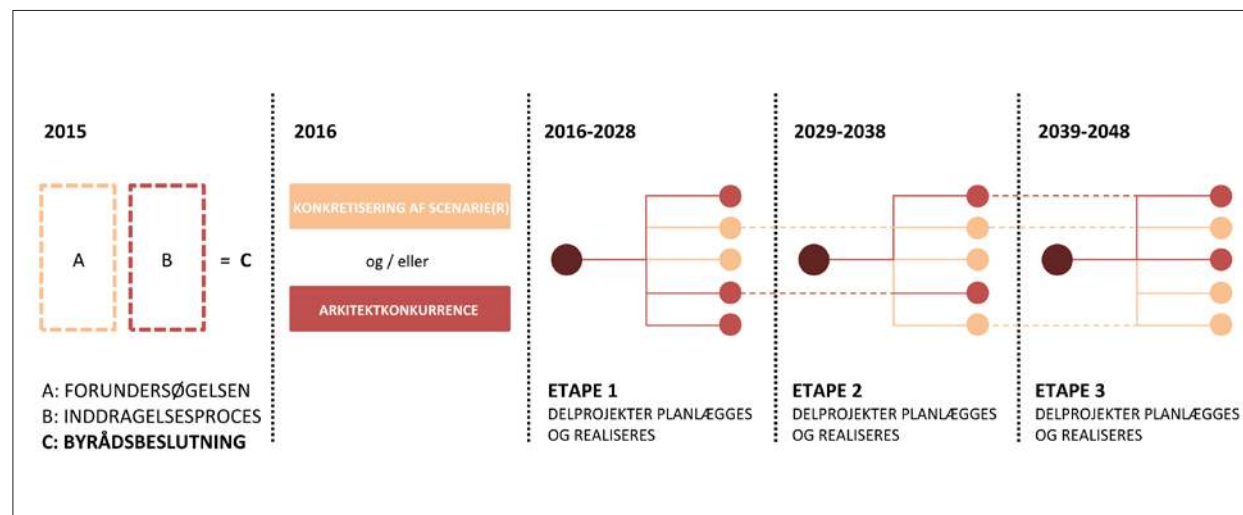 2015
A
B
= C
A: FORUNDERSØGELSEN
B: INDDRAGELSESPROCES
C: BYRÅDSBESLUTNING
2016
KONKRETISERING AF SCENARIE(R)
og / eller
ARKITEKTKONKURRENCE
2016-2028
ETAPE 1
DELPROJEKTER PLANLÆGGES
OG REALISERES
2029-2038
ETAPE 2
DELPROJEKTER PLANLÆGGES
OG REALISERES
2039-2048
ETAPE 3
DELPROJEKTER PLANLÆGGES
OG REALISERES